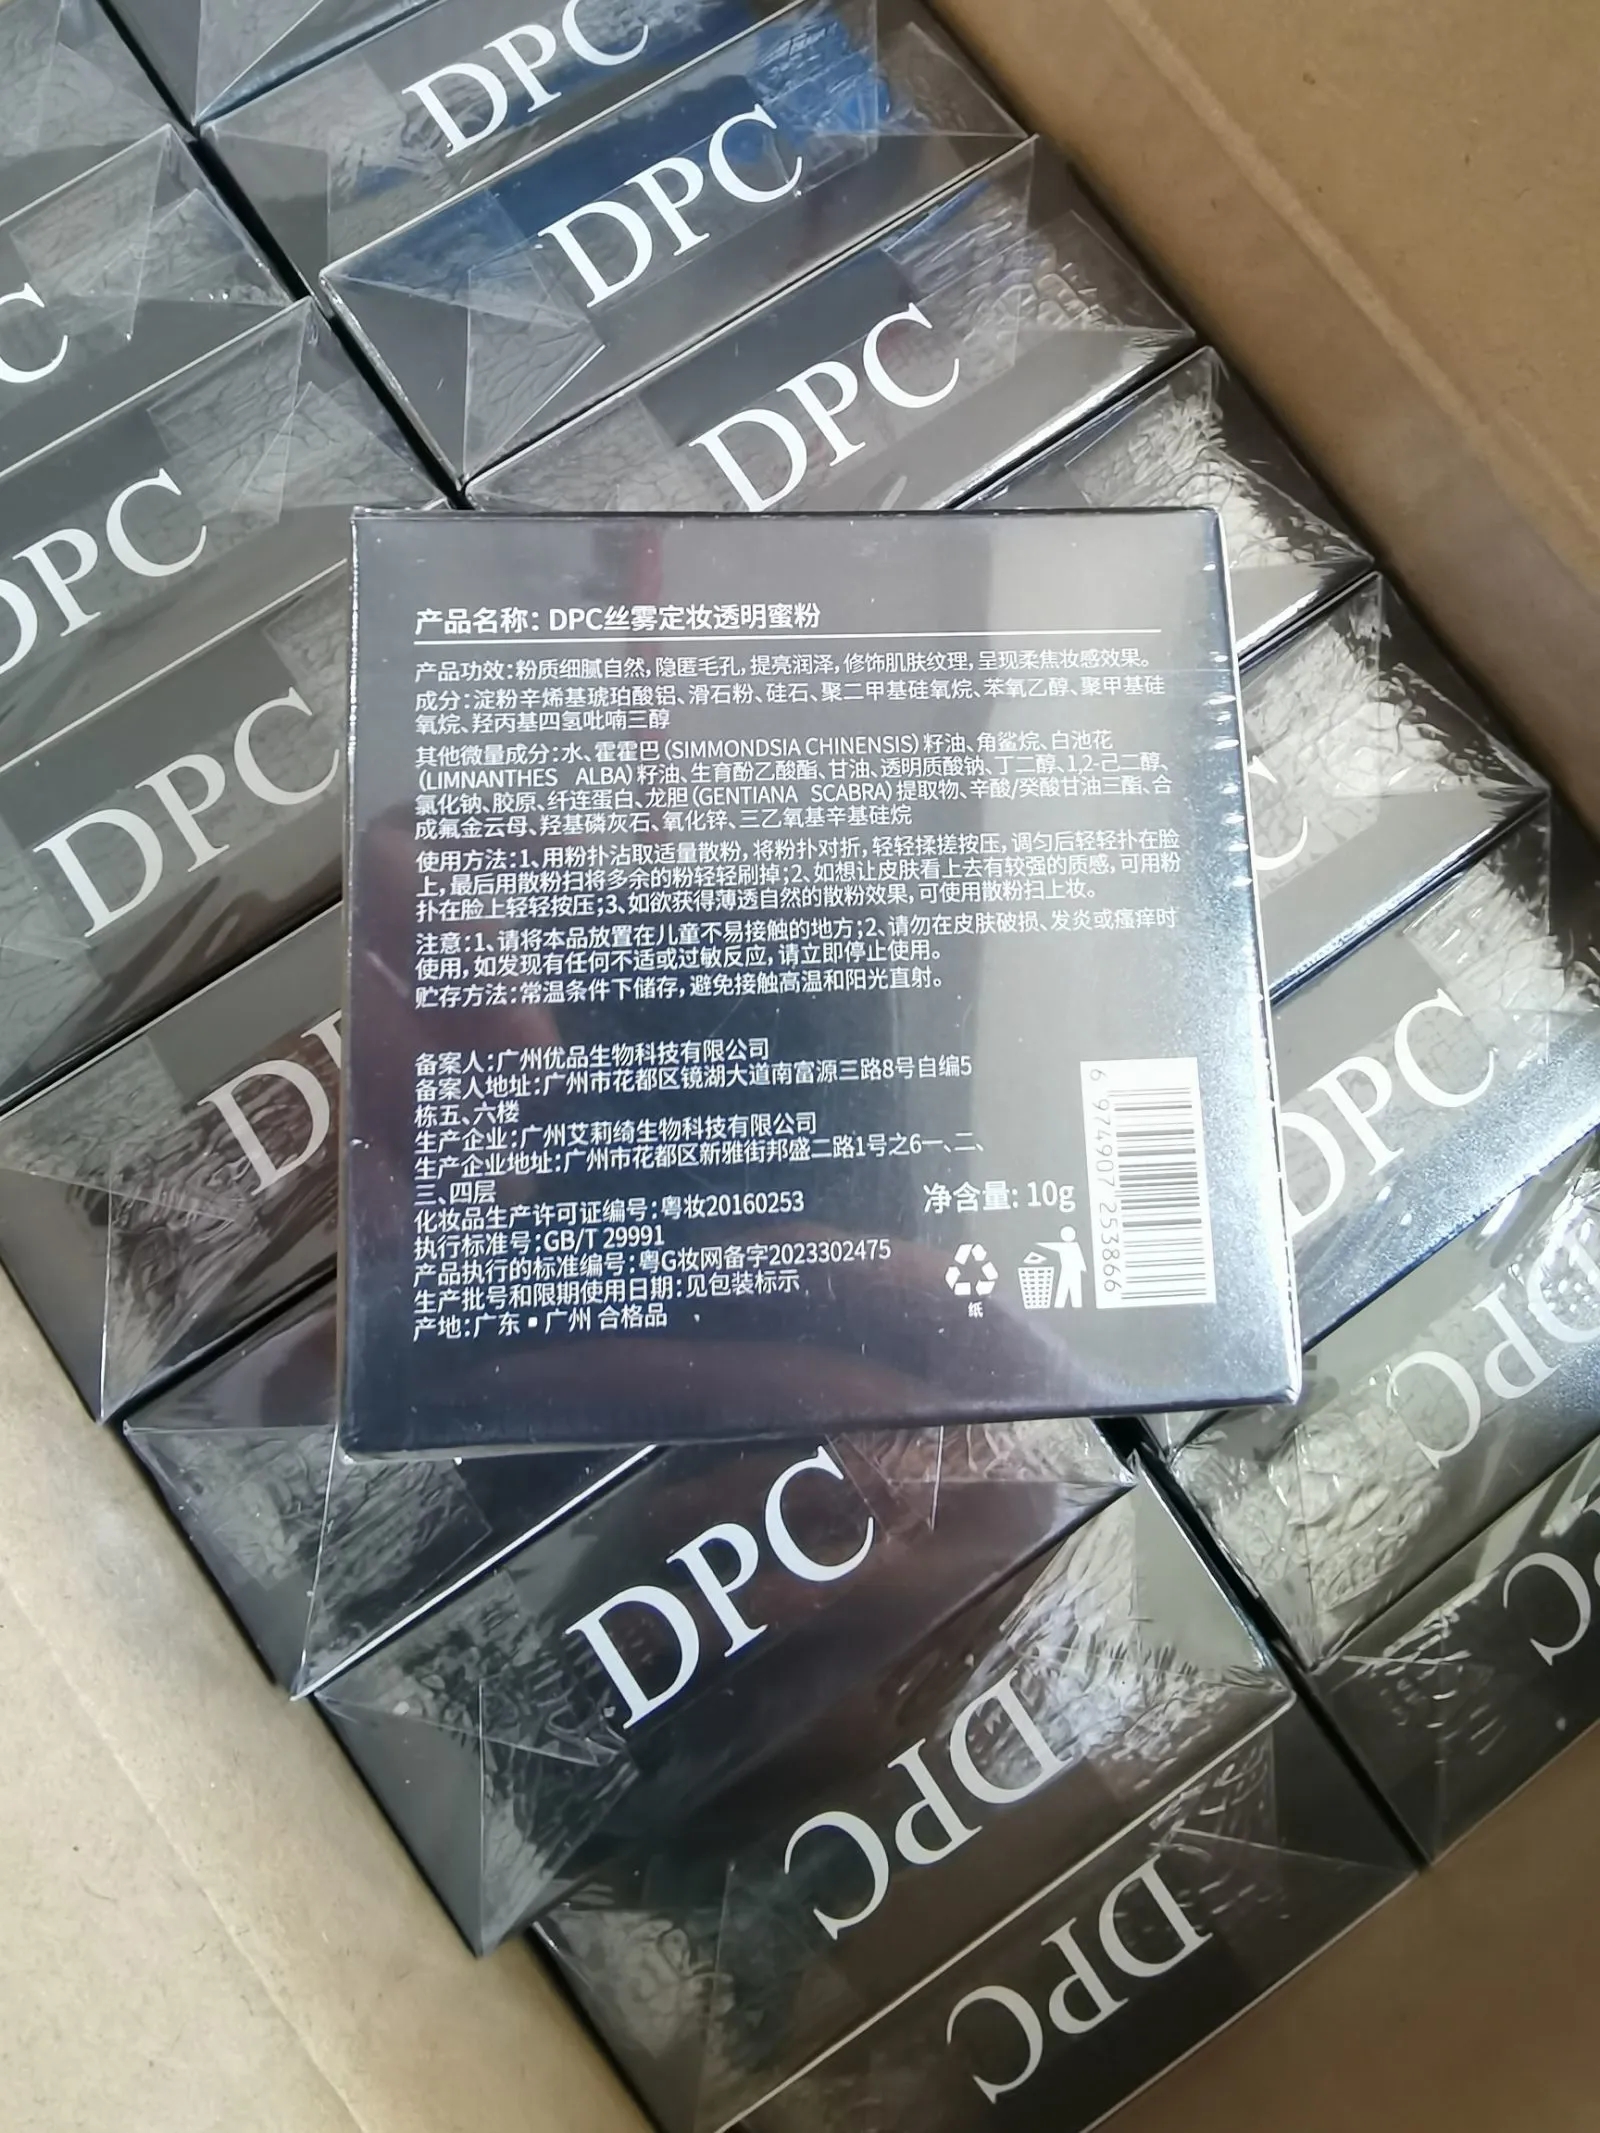 DPC
DPC
DPC
DPC
DPC
产品名称：DPC丝雾定妆透明蜜粉
产品功效：粉质细腻自然，隐匿毛孔，提亮润泽，修饰肌肤纹理，呈现柔焦妆感效果。
成分：淀粉辛烯基琥珀酸铝、滑石粉、硅石、聚二甲基硅氧烷、苯氧乙醇、聚甲基硅
氧烷、羟丙基四氢吡喃三醇
其他微量成分：水、霍霍巴（SIMMONDSIA CHINENSIS）籽油、角鲨烷、白池花
（LIMNANTHES ALBA）籽油、生育酚乙酸酯、甘油、透明质酸钠、丁二醇、1,2-己二醇、
氯化钠、胶原、纤连蛋白、龙胆（GENTIANA SCABRA）提取物、辛酸/癸酸甘油三酯、合
成氟金云母、羟基磷灰石、氧化锌、三乙氧基辛基硅烷
使用方法：1、用粉扑沾取适量散粉，将粉扑对折，轻轻揉搓按压，调匀后轻轻扑在脸
上，最后用散粉扫将多余的粉轻轻刷掉；2、如想让皮肤看上去有较强的质感，可用粉
扑在脸上轻轻按压；3、如欲获得薄透自然的散粉效果，可使用散粉扫上妆。
注意：1、请将本品放置在儿童不易接触的地方；2、请勿在皮肤破损、发炎或瘙痒时
使用，如发现有任何不适或过敏反应，请立即停止使用。
贮存方法：常温条件下储存，避免接触高温和阳光直射。
备案人：广州优品生物科技有限公司
备案人地址：广州市花都区镜湖大道南富源三路8号自编5
栋五、六楼
生产企业：广州艾莉绮生物科技有限公司
生产企业地址：广州市花都区新雅街邦盛二路1号之6一、二、
三、四层
化妆品生产许可证编号：粤妆20160253
执行标准号：GB/T 29991
产品执行的标准编号：粤G妆网备字2023302475
生产批号和限期使用日期：见包装标示
产地：广东▪广州 合格品
净含量：10g
纸
6 974907 253866
DPC
DPC
DPC
DPC
DPC